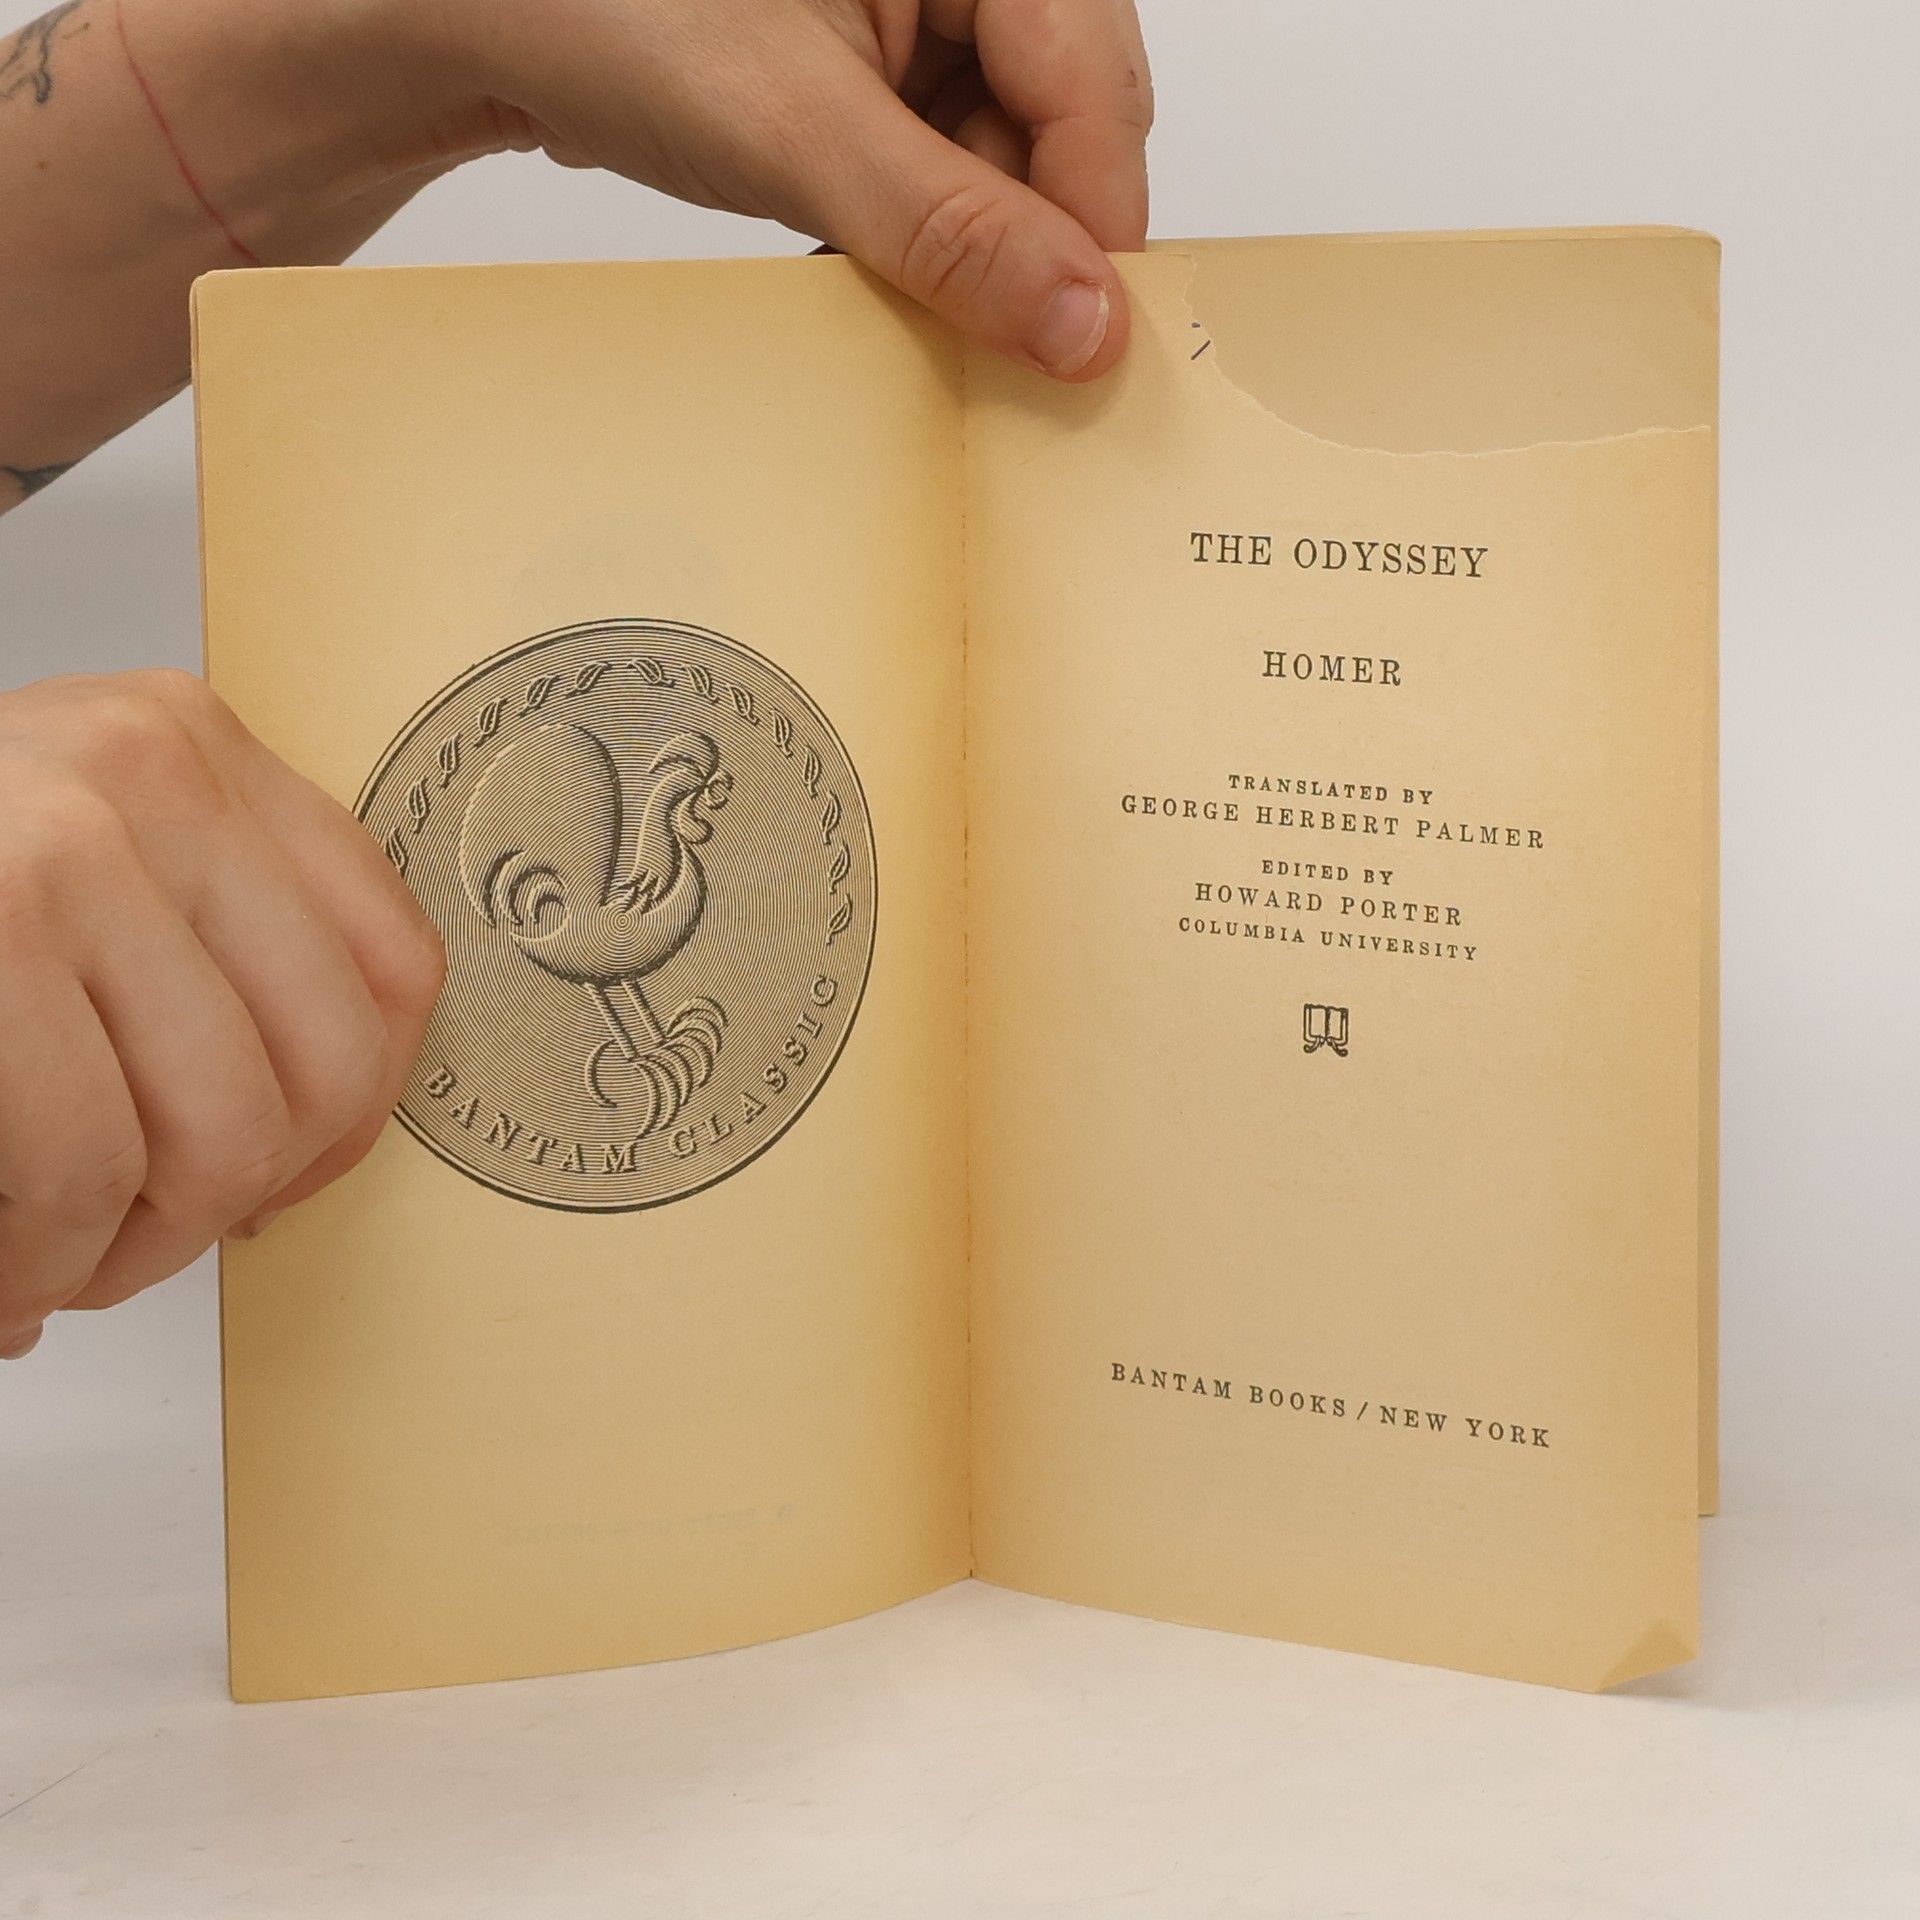 BANTAM CLASSIC
THE ODYSSEY
HOMER
TRANSLATED BY
GEORGE HERBERT PALMER
EDITED BY
HOWARD PORTER
COLUMBIA UNIVERSITY
BANTAM BOOKS / NEW YORK